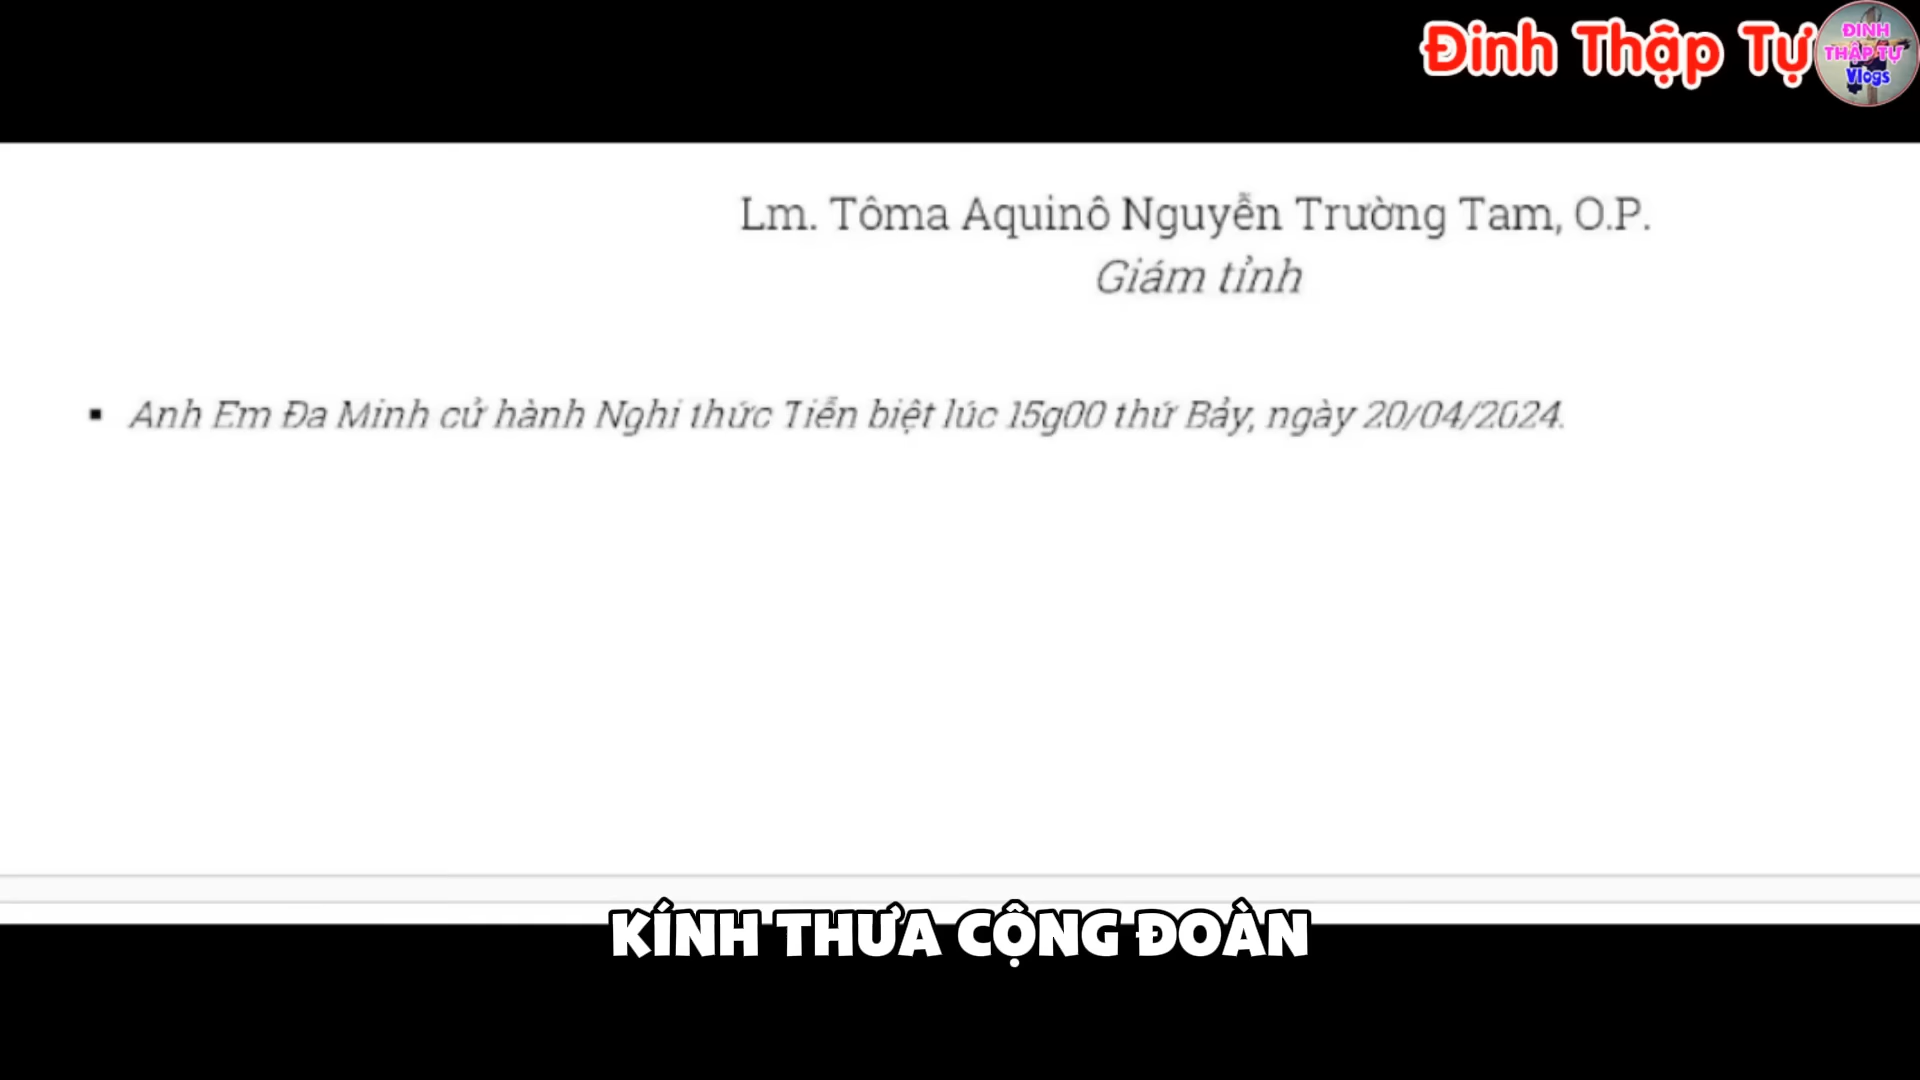 Đinh Thập Tự
ĐINH
THẬP TỰ
Vlogs
Lm. Tôma Aquinô Nguyễn Trường Tam, O.P.
Giám tỉnh
▪ Anh Em Đa Minh cử hành Nghi thức Tiễn biệt lúc 15g00 thứ Bảy, ngày 20/04/2024.
KÍNH THƯA CỘNG ĐOÀN